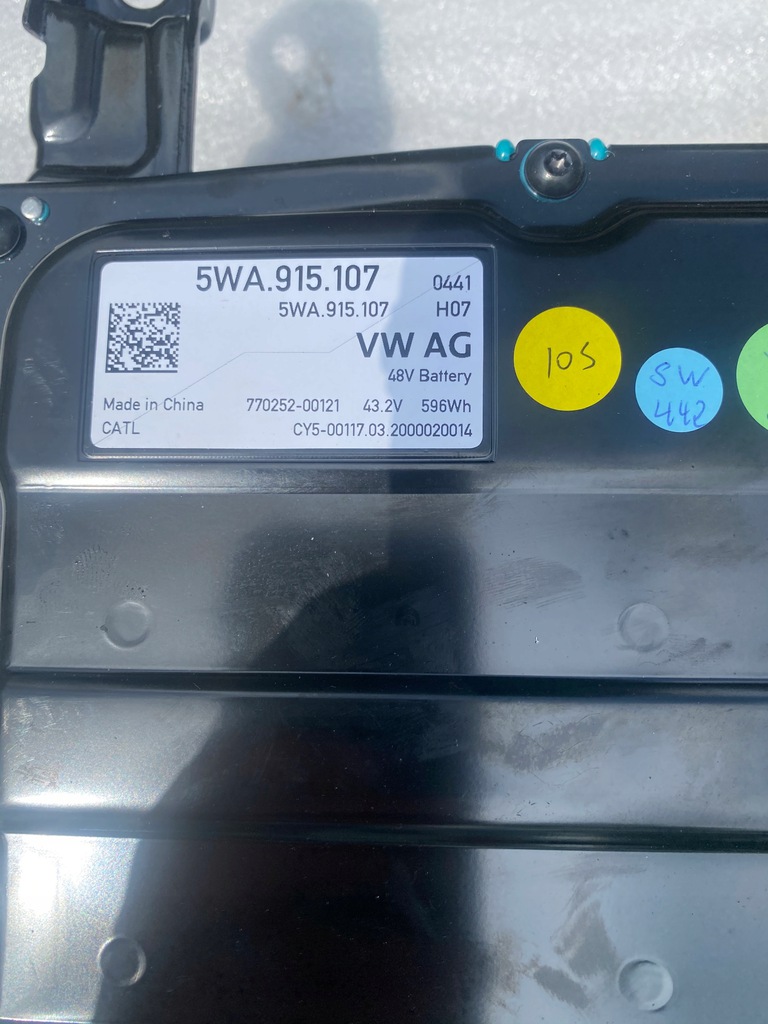 5WA.915.107 0441
5WA.915.107 H07
VW AG
48V Battery
Made in China 770252-00121 43.2V 596Wh
CATL CY5-00117.03.2000020014
SW
442